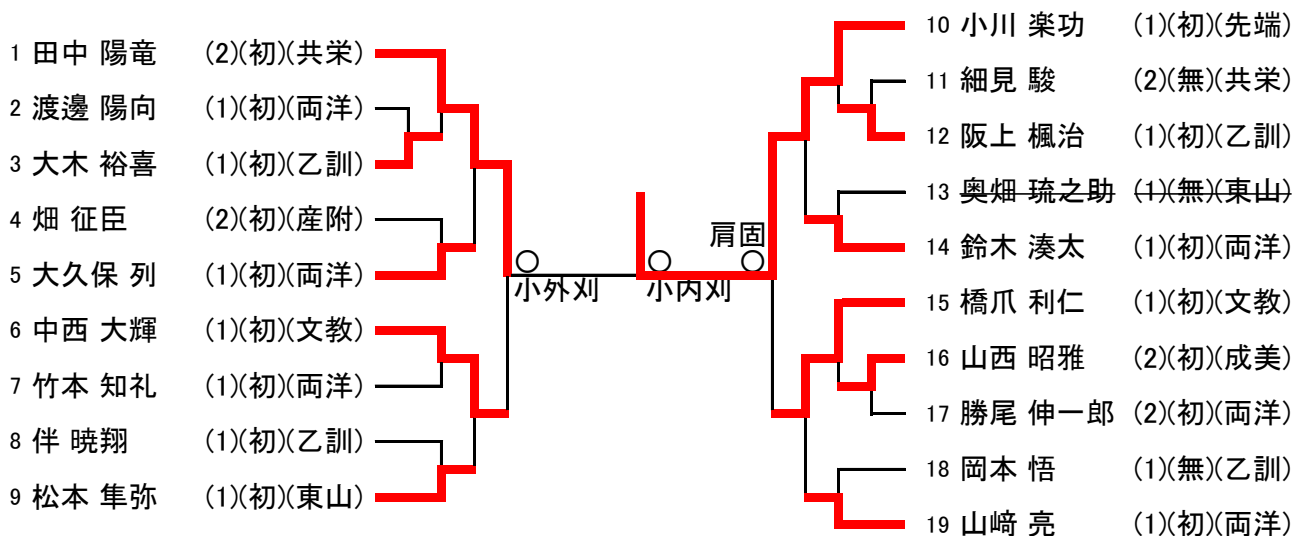 1 田中 陽竜 (2)(初)(共栄)
2 渡邊 陽向 (1)(初)(両洋)
3 大木 裕喜 (1)(初)(乙訓)
4 畑 征臣 (2)(初)(産附)
5 大久保 列 (1)(初)(両洋)
6 中西 大輝 (1)(初)(文教)
7 竹本 知礼 (1)(初)(両洋)
8 伴 暁翔 (1)(初)(乙訓)
9 松本 隼弥 (1)(初)(東山)
肩固
○ ○ ○
小外刈 小内刈
10 小川 楽功 (1)(初)(先端)
11 細見 駿 (2)(無)(共栄)
12 阪上 楓治 (1)(初)(乙訓)
13 奥畑 琉之助 (1)(無)(東山)
14 鈴木 湊太 (1)(初)(両洋)
15 橋爪 利仁 (1)(初)(文教)
16 山西 昭雅 (2)(初)(成美)
17 勝尾 伸一郎 (2)(初)(両洋)
18 岡本 悟 (1)(無)(乙訓)
19 山﨑 亮 (1)(初)(両洋)